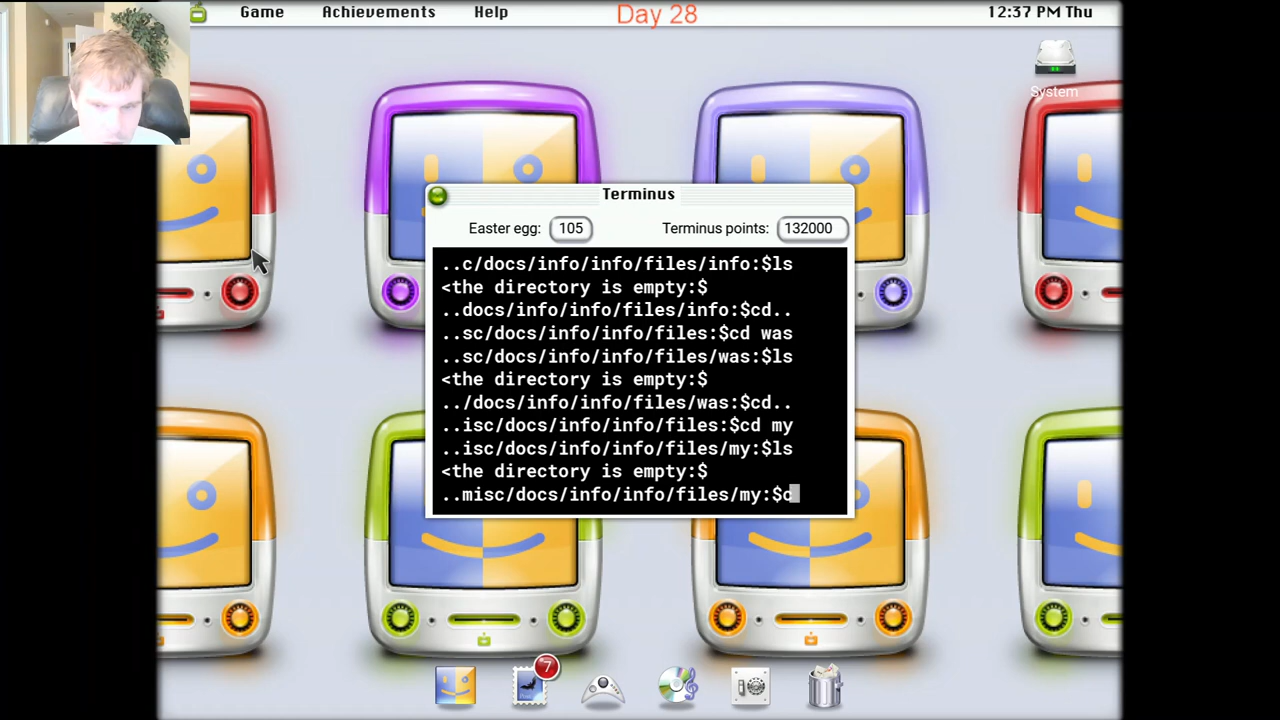 Game Achievements Help Day 28 12:37 PM Thu
System
Terminus
Easter egg: 105 Terminus points: 132000
..c/docs/info/info/files/info:$ls
<the directory is empty:$
..docs/info/info/files/info:$cd..
..sc/docs/info/info/files:$cd was
..sc/docs/info/info/files/was:$ls
<the directory is empty:$
../docs/info/info/files/was:$cd..
..isc/docs/info/info/files:$cd my
..isc/docs/info/info/files/my:$ls
<the directory is empty:$
..misc/docs/info/info/files/my:$c
7